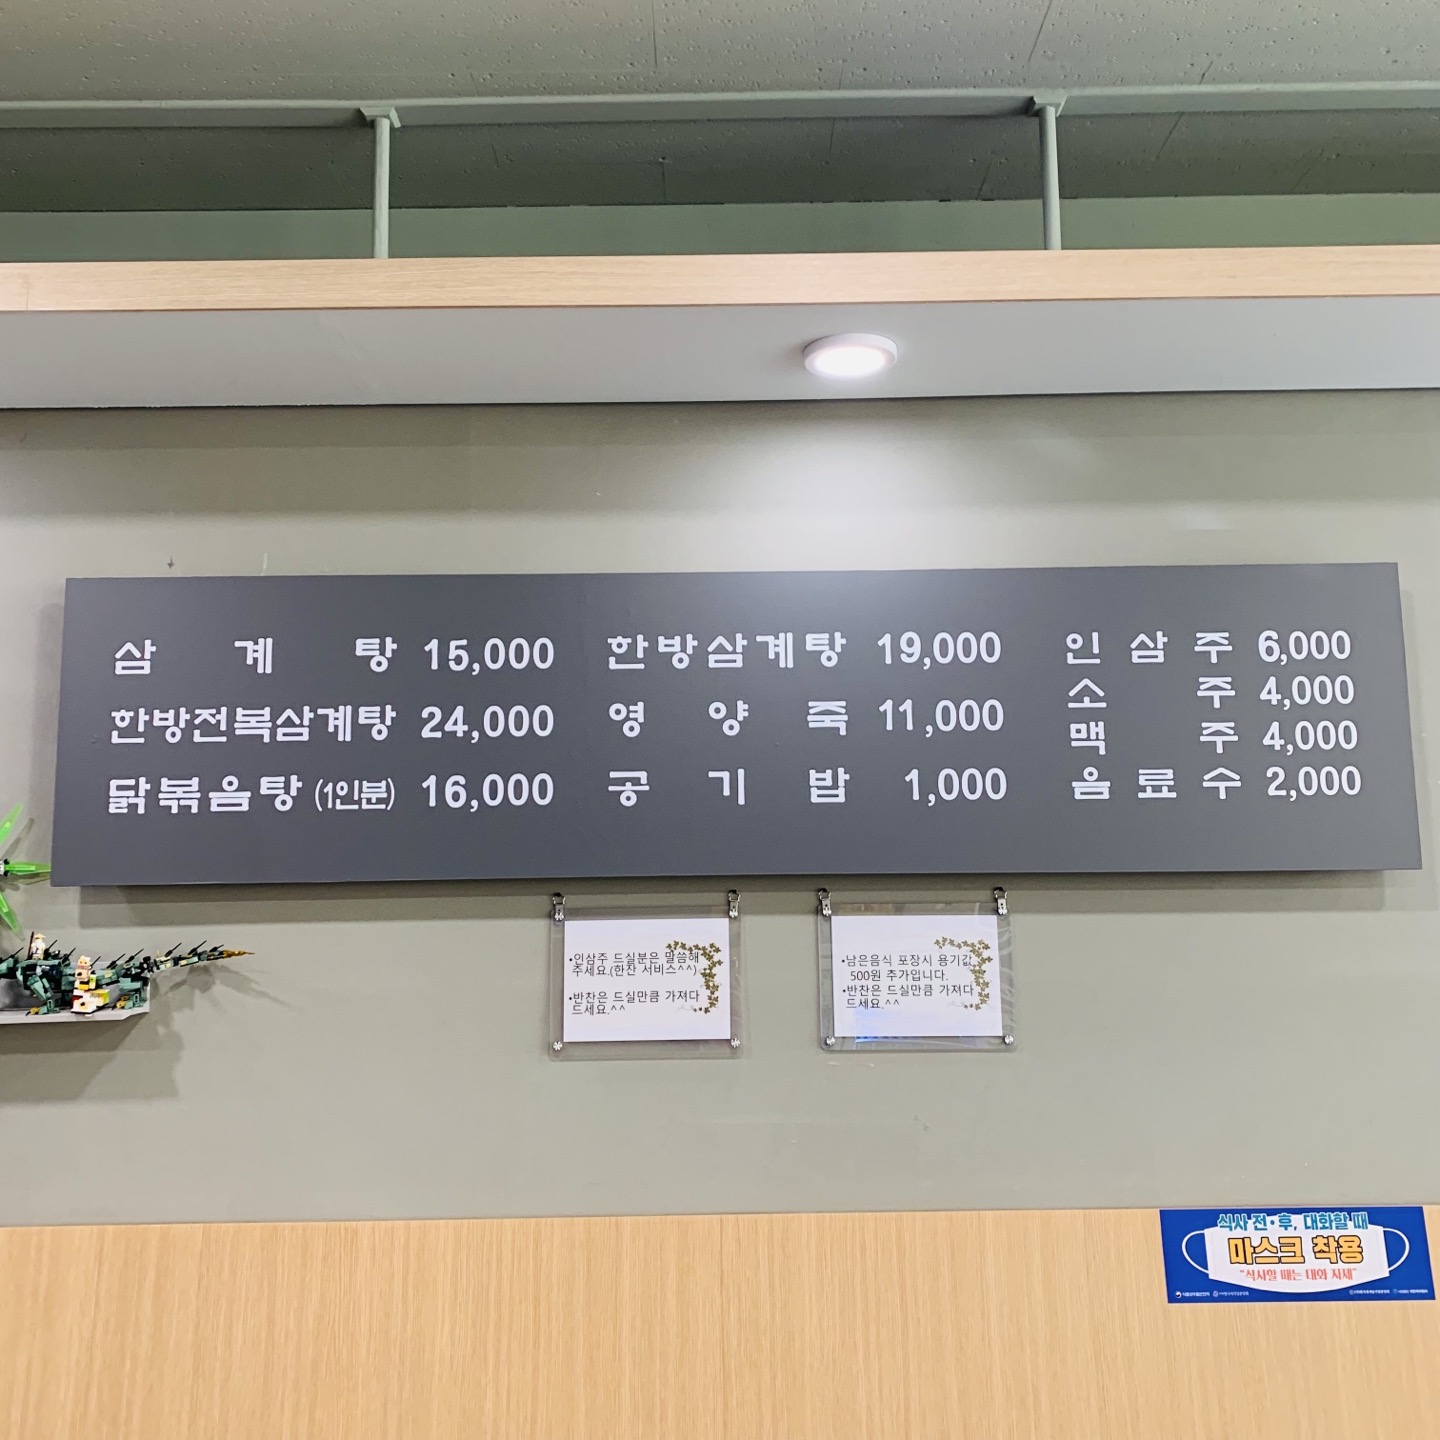 삼계탕 15,000
한방전복삼계탕 24,000
닭볶음탕 (1인분) 16,000
한방삼계탕 19,000
영양죽 11,000
공기밥 1,000
인삼주 6,000
소주 4,000
맥주 4,000
음료수 2,000
•인삼주 드실분은 말씀해
주세요.(한잔 서비스^^)
•반찬은 드실만큼 가져다
드세요.^^
•남은음식 포장시 용기값
500원 추가입니다.
•반찬은 드실만큼 가져다
드세요.^^
식사 전·후, 대화할 때
마스크 착용
"식사할 때는 대화 자제"